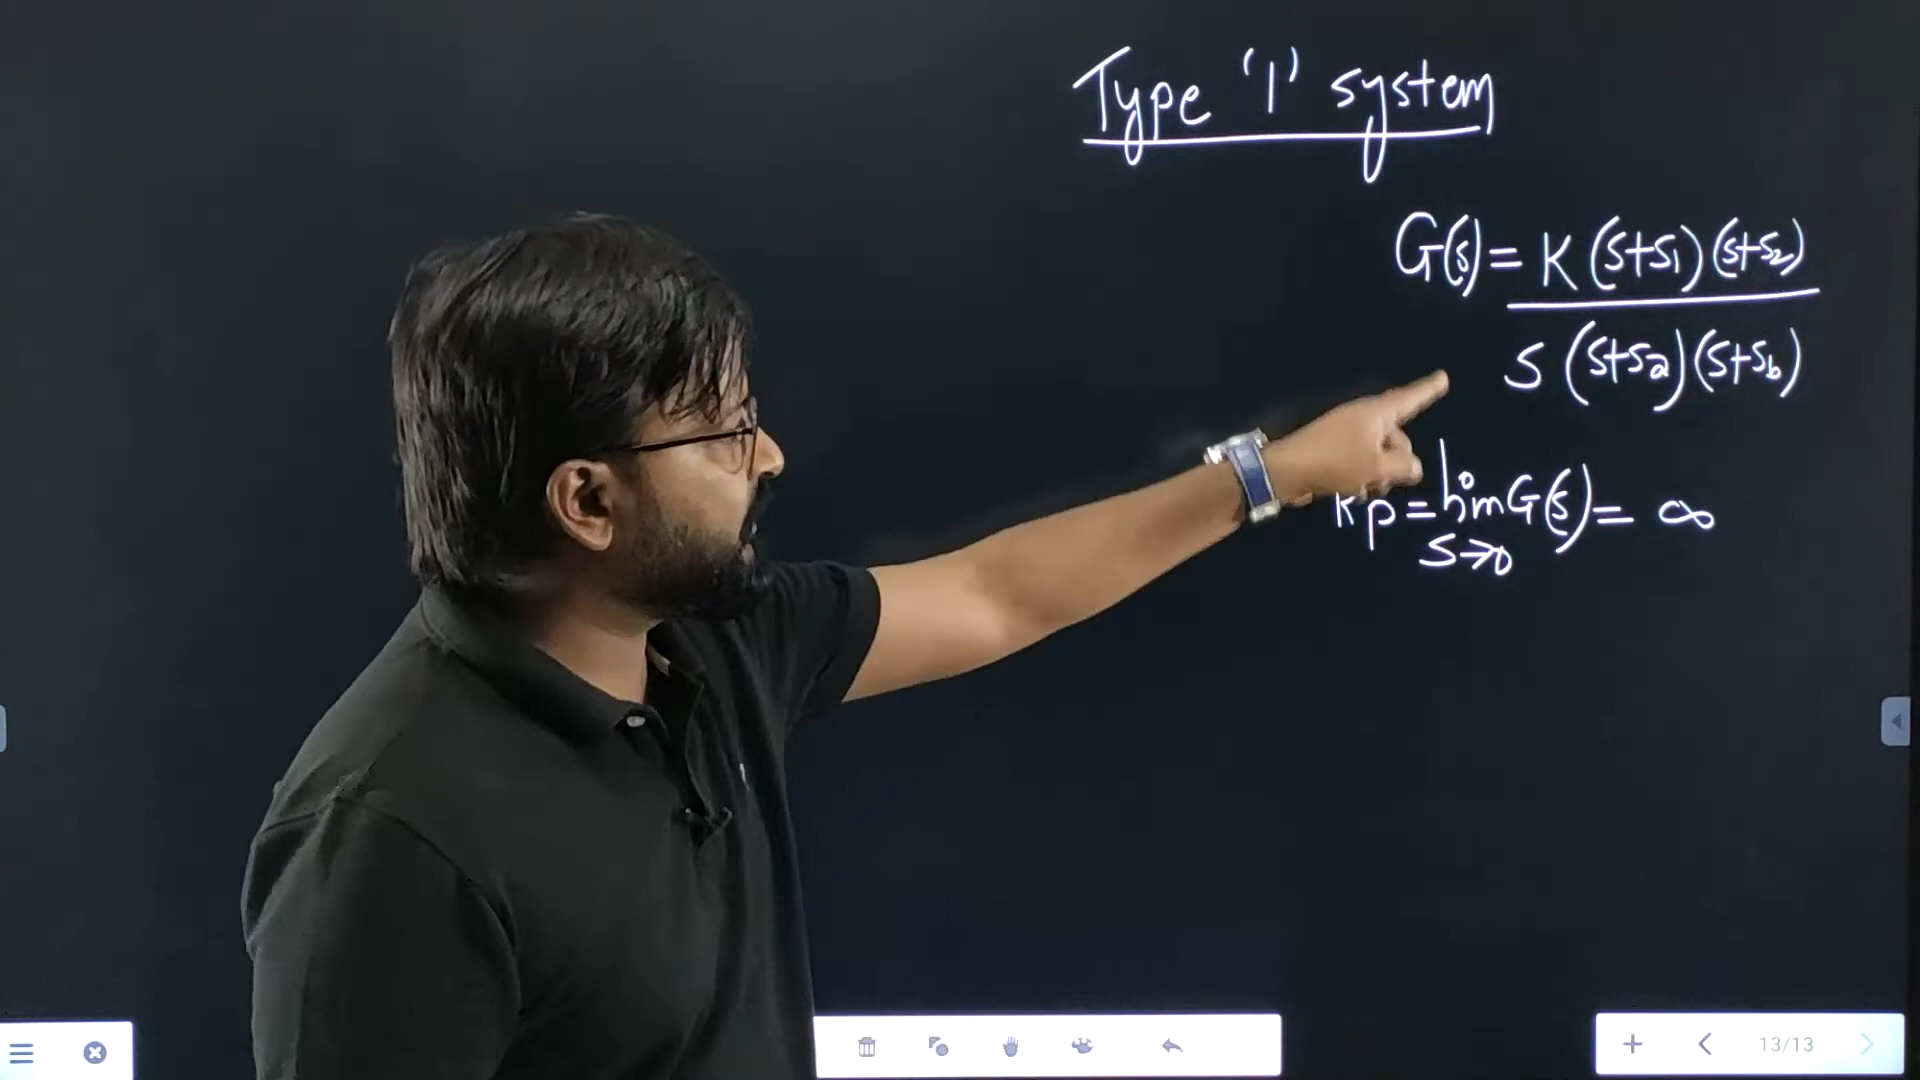 Type '1' system
G(s) = K (s+s1) (s+s2)
s (s+sa) (s+sb)
Kp = lim G(s) = ∞
s→0
13/13